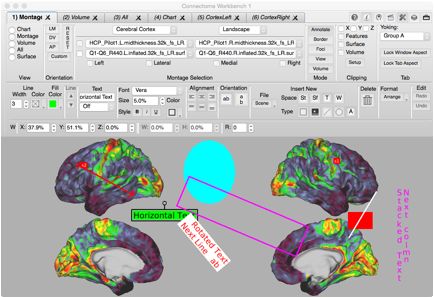 Connectome Workbench 1
1) Montage (2) Volume (3) All (4) Chart (5) CortexLeft (6) CortexRight
Chart
Montage
Volume
All
Surface
View
L M
D V
A P
Orientation
RESET
Custom
Cerebral Cortex Landscape
HCP_Pilot1.L.midthickness.32k_fs_LR HCP_Pilot1.R.midthickness.32k_fs_LR
Q1-Q6_R440.L.inflated.32k_fs_LR.surf Q1-Q6_R440.R.inflated.32k_fs_LR.surf
Left Lateral Medial Right
Montage Selection
Annotate
Border
Foci
View
Volume
Mode
X Y Z
Features
Surface
Volume
Setup
Clipping
Yoking:
Group A
Lock Window Aspect
Lock Tab Aspect
Tab
Line Fill
Width Color Color
3
Line
Text
orizontal Text
Off
Font: Vera
Size: 5.0% Color:
Style: B I U
Alignment
Orientation
ab
File
Scene
Insert New
Space S St T W
Type
Format
Arrange
Edit
Redo
Undo
W X: 37.9% Y: 51.1% Z: 0.0% W: 0.0% H: 0.2% R: 0
Horizontal Text
Rotated Text
Next Line ab
Stacked Text
Next column